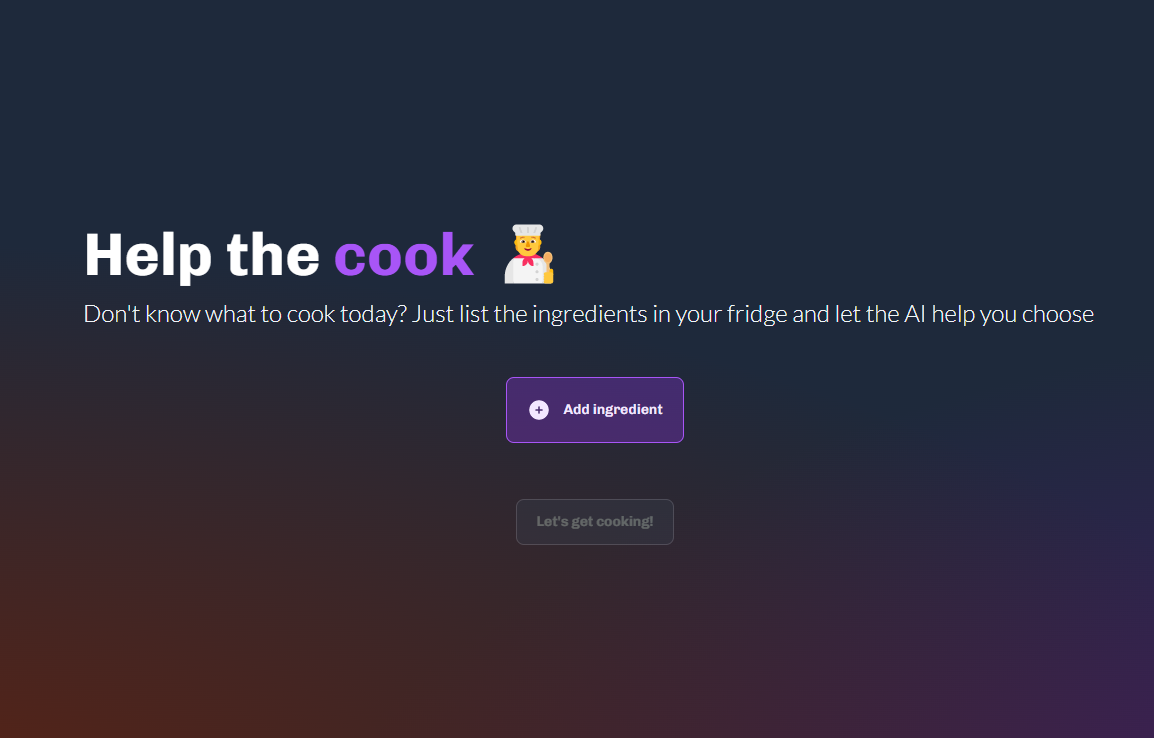 Help the cook
Don't know what to cook today? Just list the ingredients in your fridge and let the AI help you choose
Add ingredient
Let's get cooking!